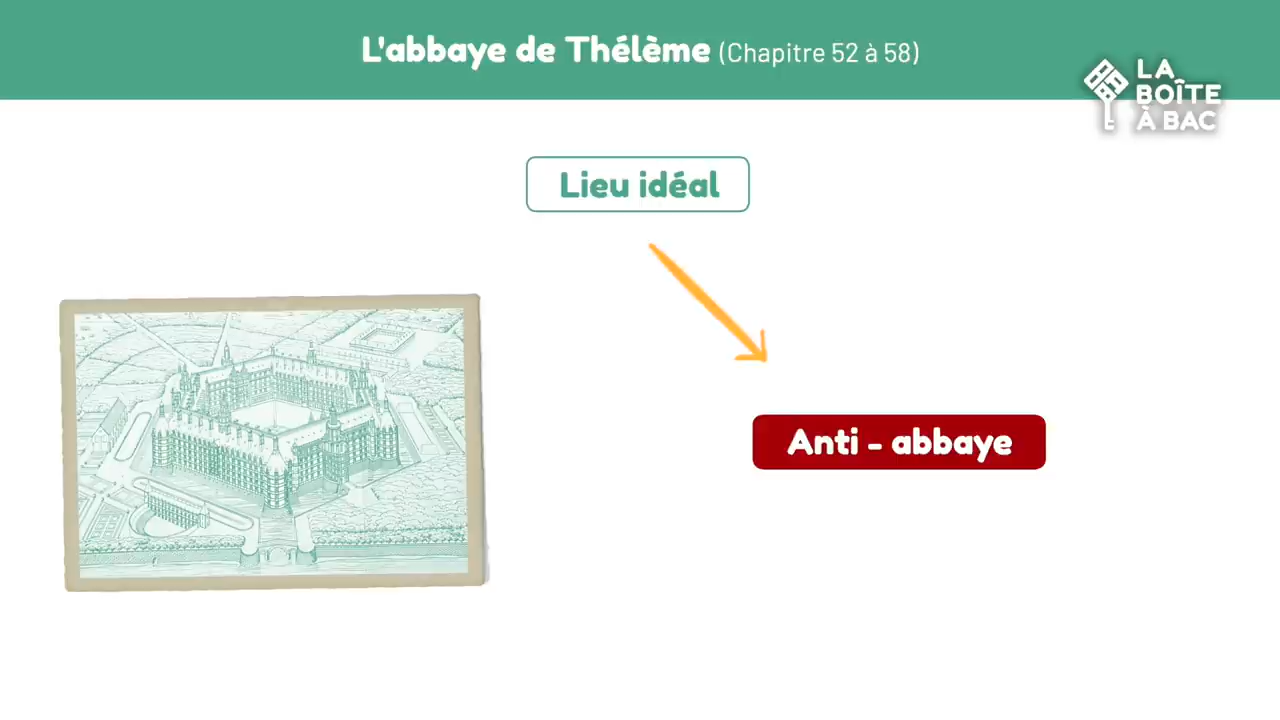 L'abbaye de Thélème (Chapitre 52 à 58)
LA
BOÎTE
À BAC
Lieu idéal
Anti - abbaye